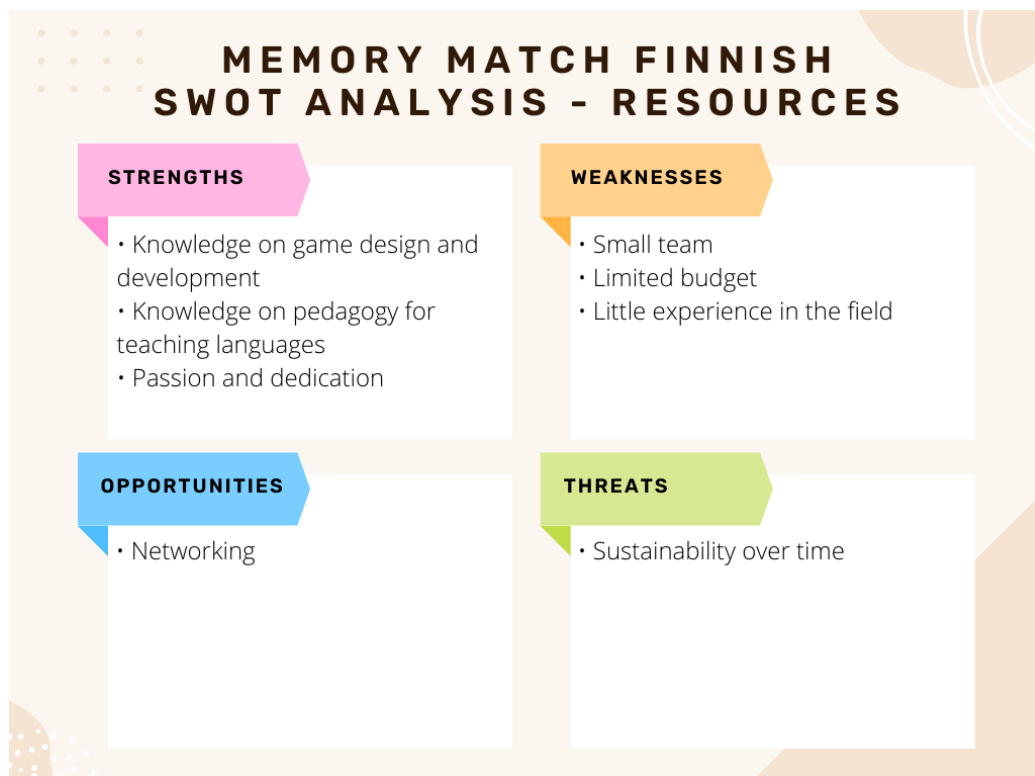 MEMORY MATCH FINNISH
SWOT ANALYSIS - RESOURCES
STRENGTHS
• Knowledge on game design and
development
• Knowledge on pedagogy for
teaching languages
• Passion and dedication
WEAKNESSES
• Small team
• Limited budget
• Little experience in the field
OPPORTUNITIES
• Networking
THREATS
• Sustainability over time